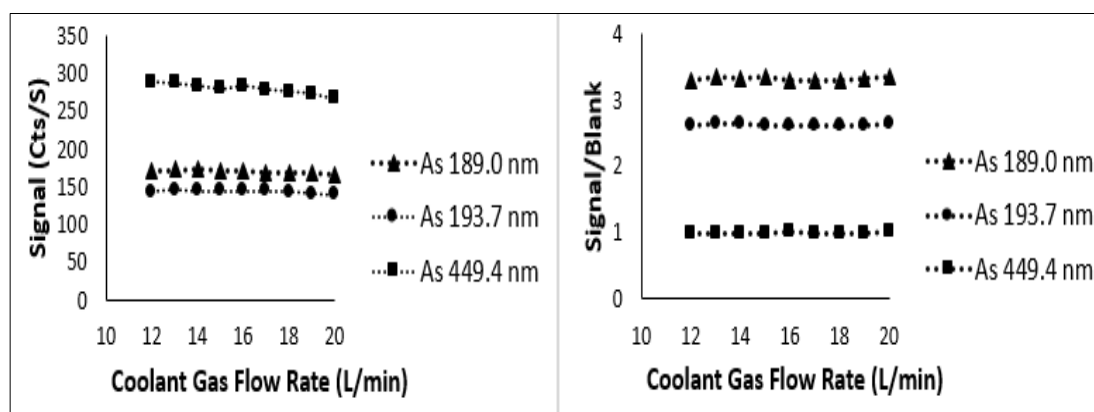 350
300
250
200
150
100
50
0
10 12 14 16 18 20
Signal (Cts/S)
Coolant Gas Flow Rate (L/min)
As 189.0 nm
As 193.7 nm
As 449.4 nm
4
3
2
1
0
10 12 14 16 18 20
Signal/Blank
Coolant Gas Flow Rate (L/min)
As 189.0 nm
As 193.7 nm
As 449.4 nm